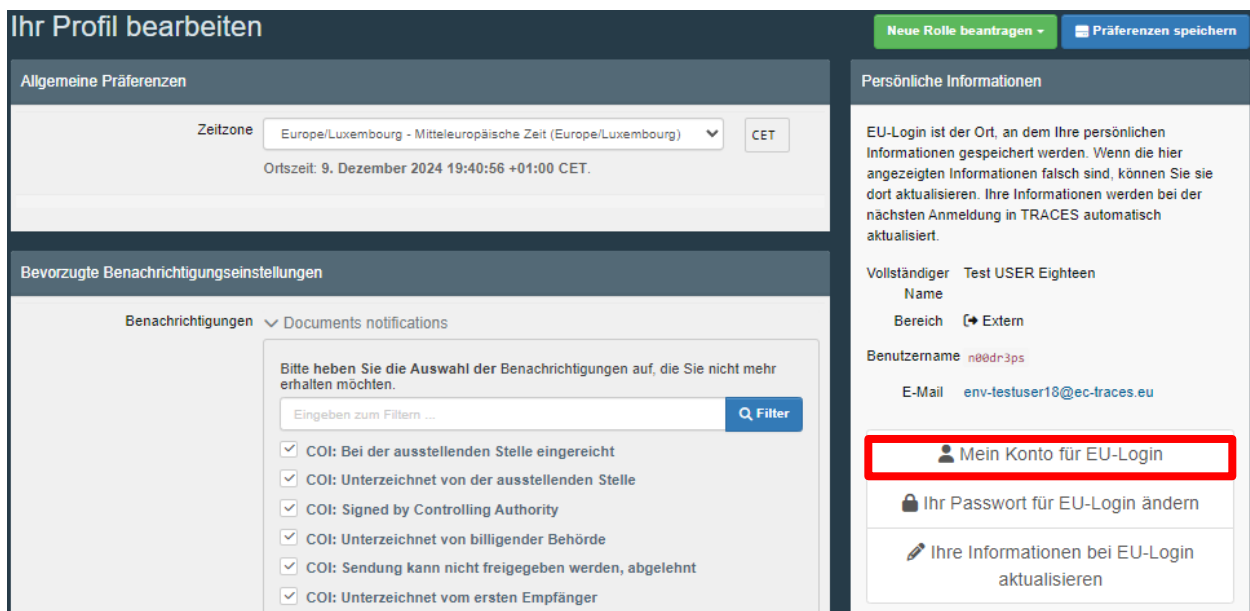 Ihr Profil bearbeiten
Neue Rolle beantragen
Präferenzen speichern
Allgemeine Präferenzen
Zeitzone
Europe/Luxembourg - Mitteleuropäische Zeit (Europe/Luxembourg)
CET
Ortszeit: 9. Dezember 2024 19:40:56 +01:00 CET.
Bevorzugte Benachrichtigungseinstellungen
Benachrichtigungen
Documents notifications
Bitte heben Sie die Auswahl der Benachrichtigungen auf, die Sie nicht mehr
erhalten möchten.
Eingeben zum Filtern ...
Filter
COI: Bei der ausstellenden Stelle eingereicht
COI: Unterzeichnet von der ausstellenden Stelle
COI: Signed by Controlling Authority
COI: Unterzeichnet von billigender Behörde
COI: Sendung kann nicht freigegeben werden, abgelehnt
COI: Unterzeichnet vom ersten Empfänger
Persönliche Informationen
EU-Login ist der Ort, an dem Ihre persönlichen
Informationen gespeichert werden. Wenn die hier
angezeigten Informationen falsch sind, können Sie sie
dort aktualisieren. Ihre Informationen werden bei der
nächsten Anmeldung in TRACES automatisch
aktualisiert.
Vollständiger Name
Test USER Eighteen
Bereich
Extern
Benutzername
n00dr3ps
E-Mail
env-testuser18@ec-traces.eu
Mein Konto für EU-Login
Ihr Passwort für EU-Login ändern
Ihre Informationen bei EU-Login
aktualisieren